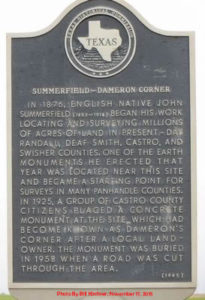 TEXAS
SUMMERFIELD–DAMERON CORNER
IN 1876, ENGLISH NATIVE JOHN
SUMMERFIELD (1853-1918) BEGAN HIS WORK
LOCATING AND SURVEYING MILLIONS
OF ACRES OF LAND IN PRESENT-DAY
RANDALL, DEAF SMITH, CASTRO, AND
SWISHER COUNTIES. ONE OF THE EARTH
MONUMENTS HE ERECTED THAT
YEAR WAS LOCATED NEAR THIS SITE
AND BECAME A STARTING POINT FOR
SURVEYS IN MANY PANHANDLE COUNTIES.
IN 1925, A GROUP OF CASTRO COUNTY
CITIZENS PLACED A CONCRETE
MONUMENT AT THE SITE, WHICH HAD
BECOME KNOWN AS DAMERON'S
CORNER AFTER A LOCAL LAND-
OWNER. THE MONUMENT WAS BURIED
IN 1958 WHEN A ROAD WAS CUT
THROUGH THE AREA.
Photo By Bill Kirchner, November 11, 2015